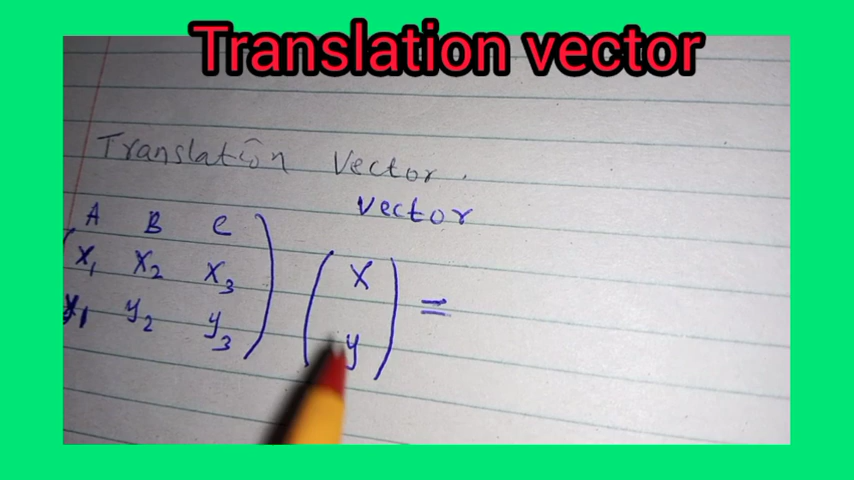 Translation vector
Translation Vector.
vector
A B C
x1 x2 x3
y1 y2 y3
x
y
=